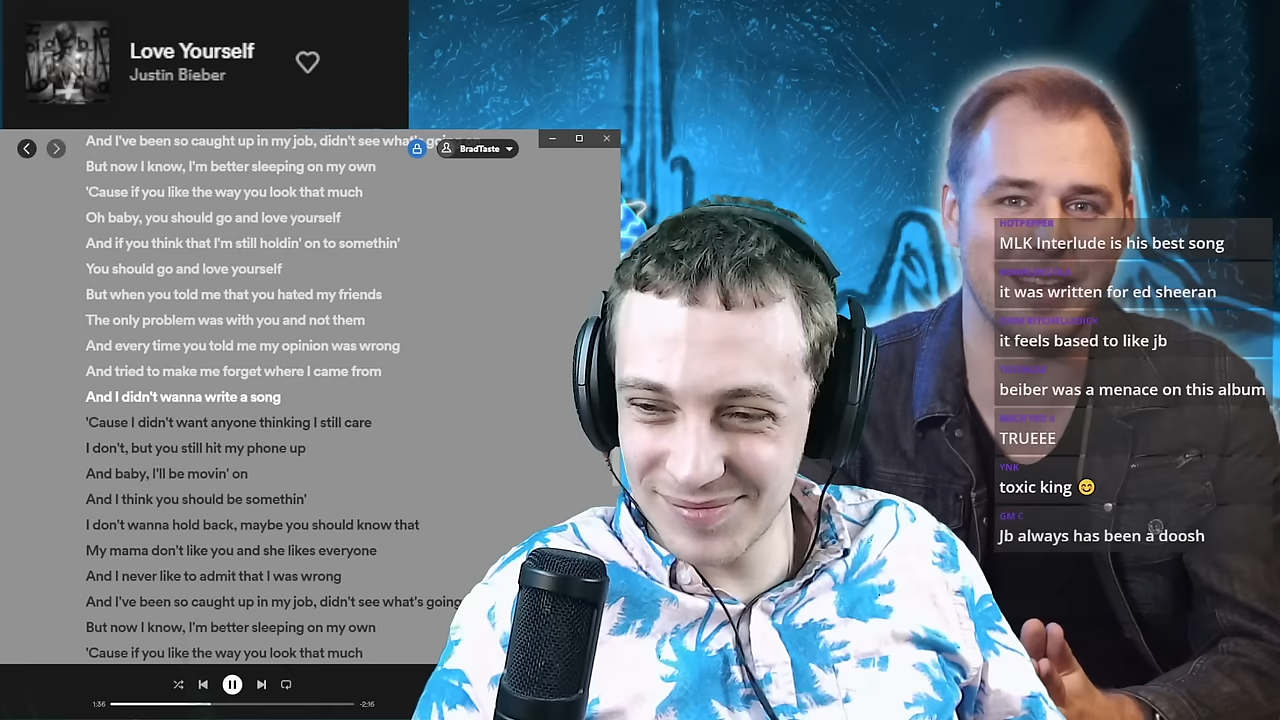 Love Yourself
Justin Bieber
And I've been so caught up in my job, didn't see what's going on
BradTaste
But now I know, I'm better sleeping on my own
'Cause if you like the way you look that much
Oh baby, you should go and love yourself
And if you think that I'm still holdin' on to somethin'
You should go and love yourself
But when you told me that you hated my friends
The only problem was with you and not them
And every time you told me my opinion was wrong
And tried to make me forget where I came from
And I didn't wanna write a song
'Cause I didn't want anyone thinking I still care
I don't, but you still hit my phone up
And baby, I'll be movin' on
And I think you should be somethin'
I don't wanna hold back, maybe you should know that
My mama don't like you and she likes everyone
And I never like to admit that I was wrong
And I've been so caught up in my job, didn't see what's going
But now I know, I'm better sleeping on my own
'Cause if you like the way you look that much
1:36
-2:16
HOTPEPPER
MLK Interlude is his best song
it was written for ed sheeran
it feels based to like jb
beiber was a menace on this album
TRUEEE
YNK
toxic king 😊
GM C
Jb always has been a doosh